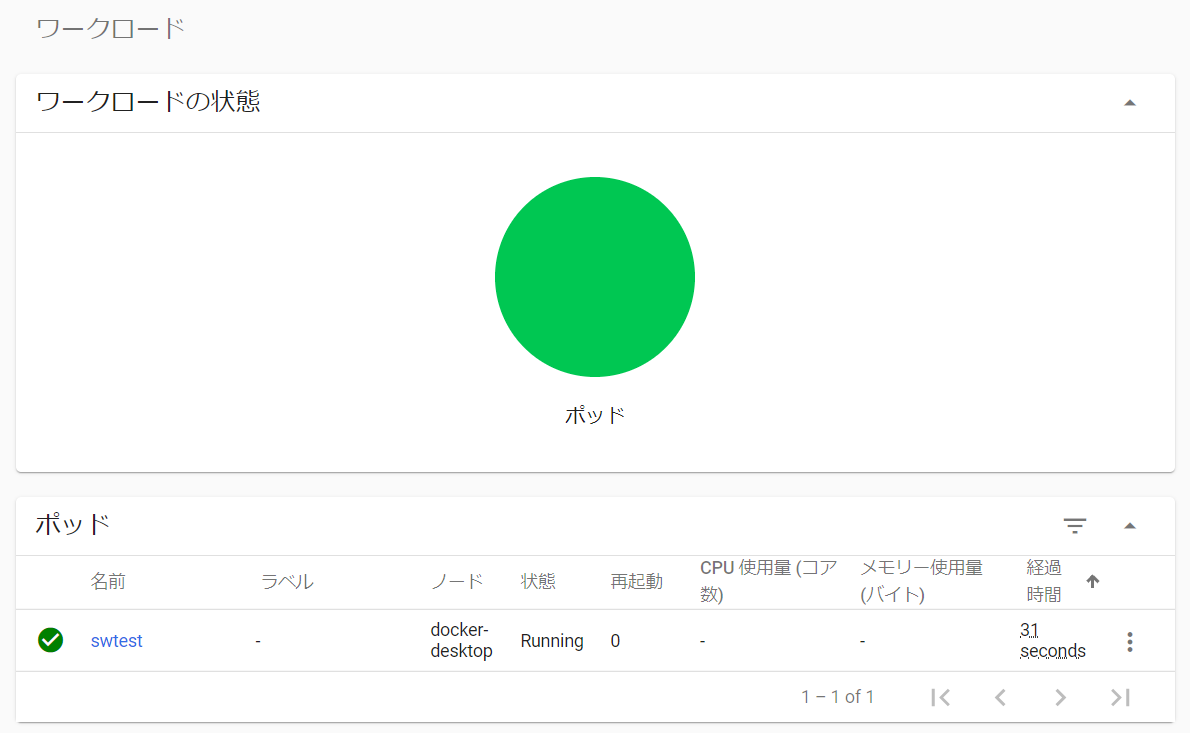 ワークロード
ワークロードの状態
ポッド
ポッド
名前 ラベル ノード 状態 再起動 CPU 使用量 (コア数) メモリー使用量 (バイト) 経過時間
swtest - docker-desktop Running 0 - - 31 seconds
1 – 1 of 1